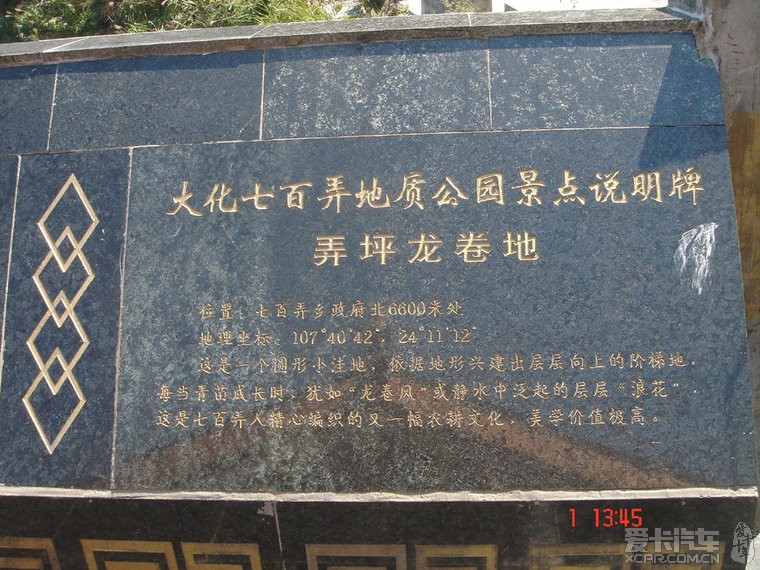 大化七百弄地质公园景点说明牌
弄坪龙卷地
位置：七百弄乡政府北6600米处
地理坐标：107°40′42″，24°11′12″
这是一个圆形小洼地，依据地形兴建出层层向上的阶梯地，
每当青苗成长时，犹如“龙卷风”或静水中泛起的层层“浪花”，
这是七百弄人精心编织的又一幅农耕文化，美学价值极高。
1 13:45
爱卡汽车
XCAR.COM.CN